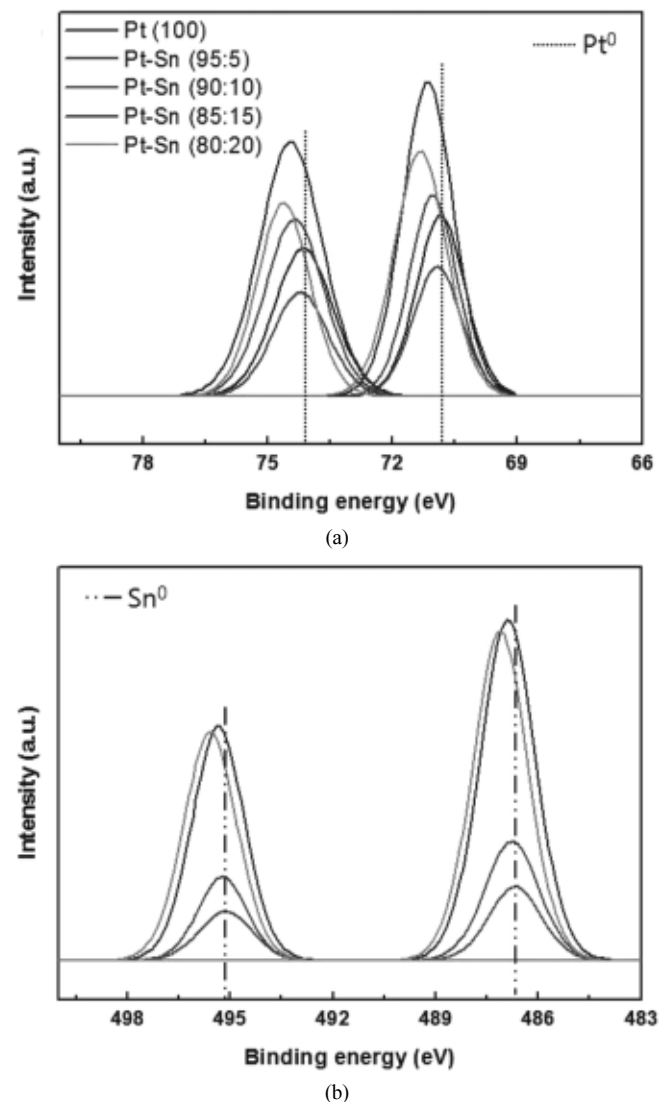 Pt (100)
Pt-Sn (95:5)
Pt-Sn (90:10)
Pt-Sn (85:15)
Pt-Sn (80:20)
Pt⁰
Intensity (a.u.)
78 75 72 69 66
Binding energy (eV)
(a)
Sn⁰
Intensity (a.u.)
498 495 492 489 486 483
Binding energy (eV)
(b)